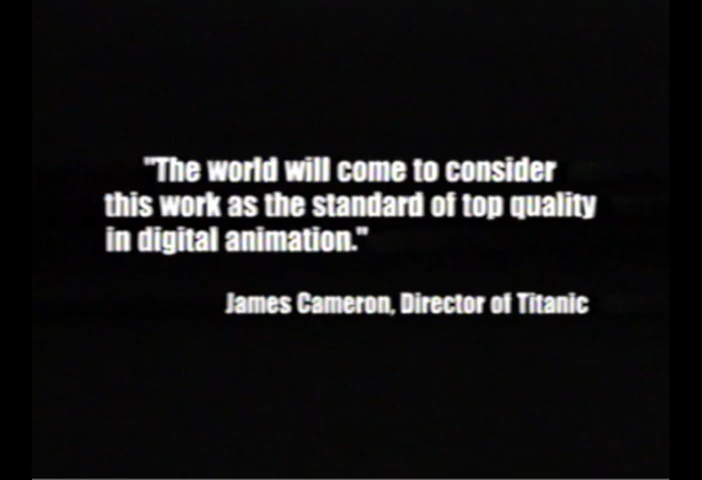 "The world will come to consider
this work as the standard of top quality
in digital animation."
James Cameron, Director of Titanic